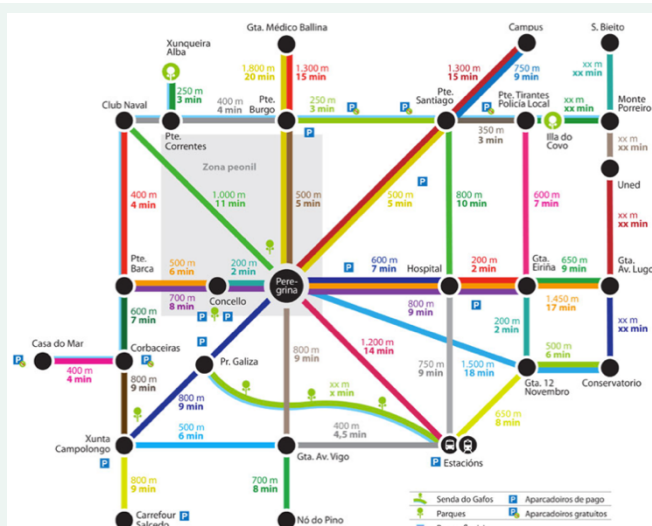 Gta. Médico Ballina
Campus
S. Bieito
Xunqueira
Alba
1.800 m
20 min
1,300 m
15 min
1,300 m
15 min
750 m
9 min
xx m
xx min
250 m
3 min
Club Naval
400 m
4 min
Pte.
Burgo
250 m
3 min
Pte.
Santiago
Pte. Tirantes
Policía Local
xx m
xx min
Monte
Porreiro
Pte.
Correntes
P
350 m
3 min
Illa do
Covo
xx m
xx min
Zona peonil
Uned
400 m
4 min
1.000 m
11 min
500 m
5 min
500 m
5 min
P
800 m
10 min
600 m
7 min
xx m
xx min
Pte.
Barca
500 m
6 min
200 m
2 min
Pere-
grina
P
600 m
7 min
Hospital
200 m
2 min
Gta.
Eiriña
650 m
9 min
Gta.
Av. Lugo
700 m
8 min
Concello
P
P
800 m
9 min
1.450 m
17 min
600 m
7 min
200 m
2 min
xx m
xx min
Casa do Mar
P
400 m
4 min
Corbaceiras
P
P
Pr. Galiza
800 m
9 min
1.200 m
14 min
750 m
9 min
1.500 m
18 min
500 m
6 min
Gta. 12
Novembro
Conservatorio
800 m
9 min
800 m
9 min
xx m
x min
650 m
8 min
Xunta
Campolongo
P
500 m
6 min
Gta. Av. Vigo
400 m
4,5 min
P
Estacións
800 m
9 min
700 m
8 min
Carrefour
Salcedo
P
Nó do Pino
Senda do Gafos
P
Aparcadoiros de pago
Parques
P
Aparcadoiros gratuitos